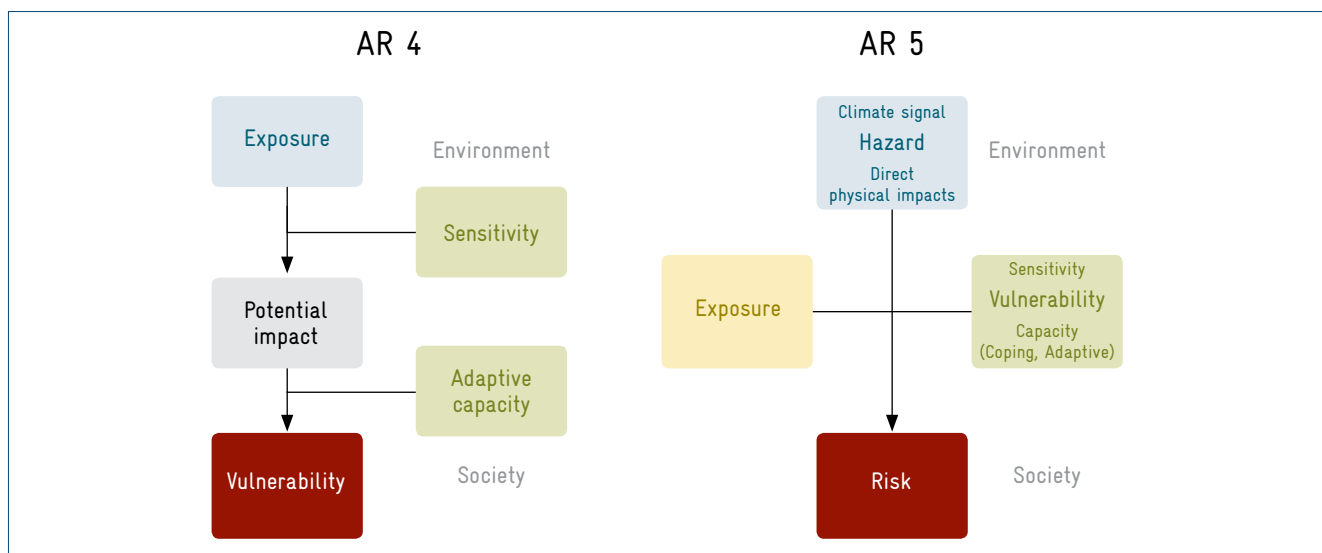 AR 4
Exposure
Environment
Sensitivity
Potential
impact
Adaptive
capacity
Vulnerability
Society
AR 5
Climate signal
Hazard
Direct
physical impacts
Environment
Exposure
Sensitivity
Vulnerability
Capacity
(Coping, Adaptive)
Risk
Society